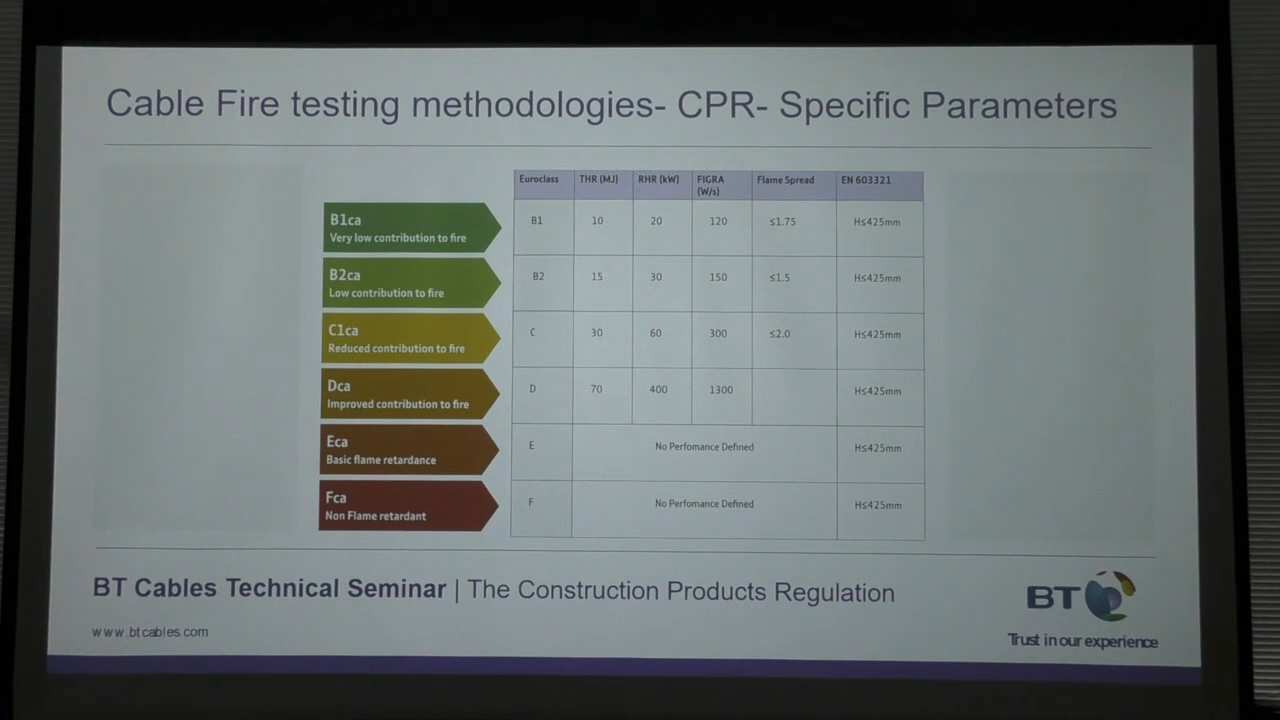 Cable Fire testing methodologies- CPR- Specific Parameters
Euroclass THR (MJ) RHR (kW) FIGRA (W/s) Flame Spread EN 603321
B1ca
Very low contribution to fire
B1 10 20 120 ≤1.75 H≤425mm
B2ca
Low contribution to fire
B2 15 30 150 ≤1.5 H≤425mm
C1ca
Reduced contribution to fire
C 30 60 300 ≤2.0 H≤425mm
Dca
Improved contribution to fire
D 70 400 1300 H≤425mm
Eca
Basic flame retardance
E No Perfomance Defined H≤425mm
Fca
Non Flame retardant
F No Perfomance Defined H≤425mm
BT Cables Technical Seminar | The Construction Products Regulation
www.btcables.com
BT
Trust in our experience